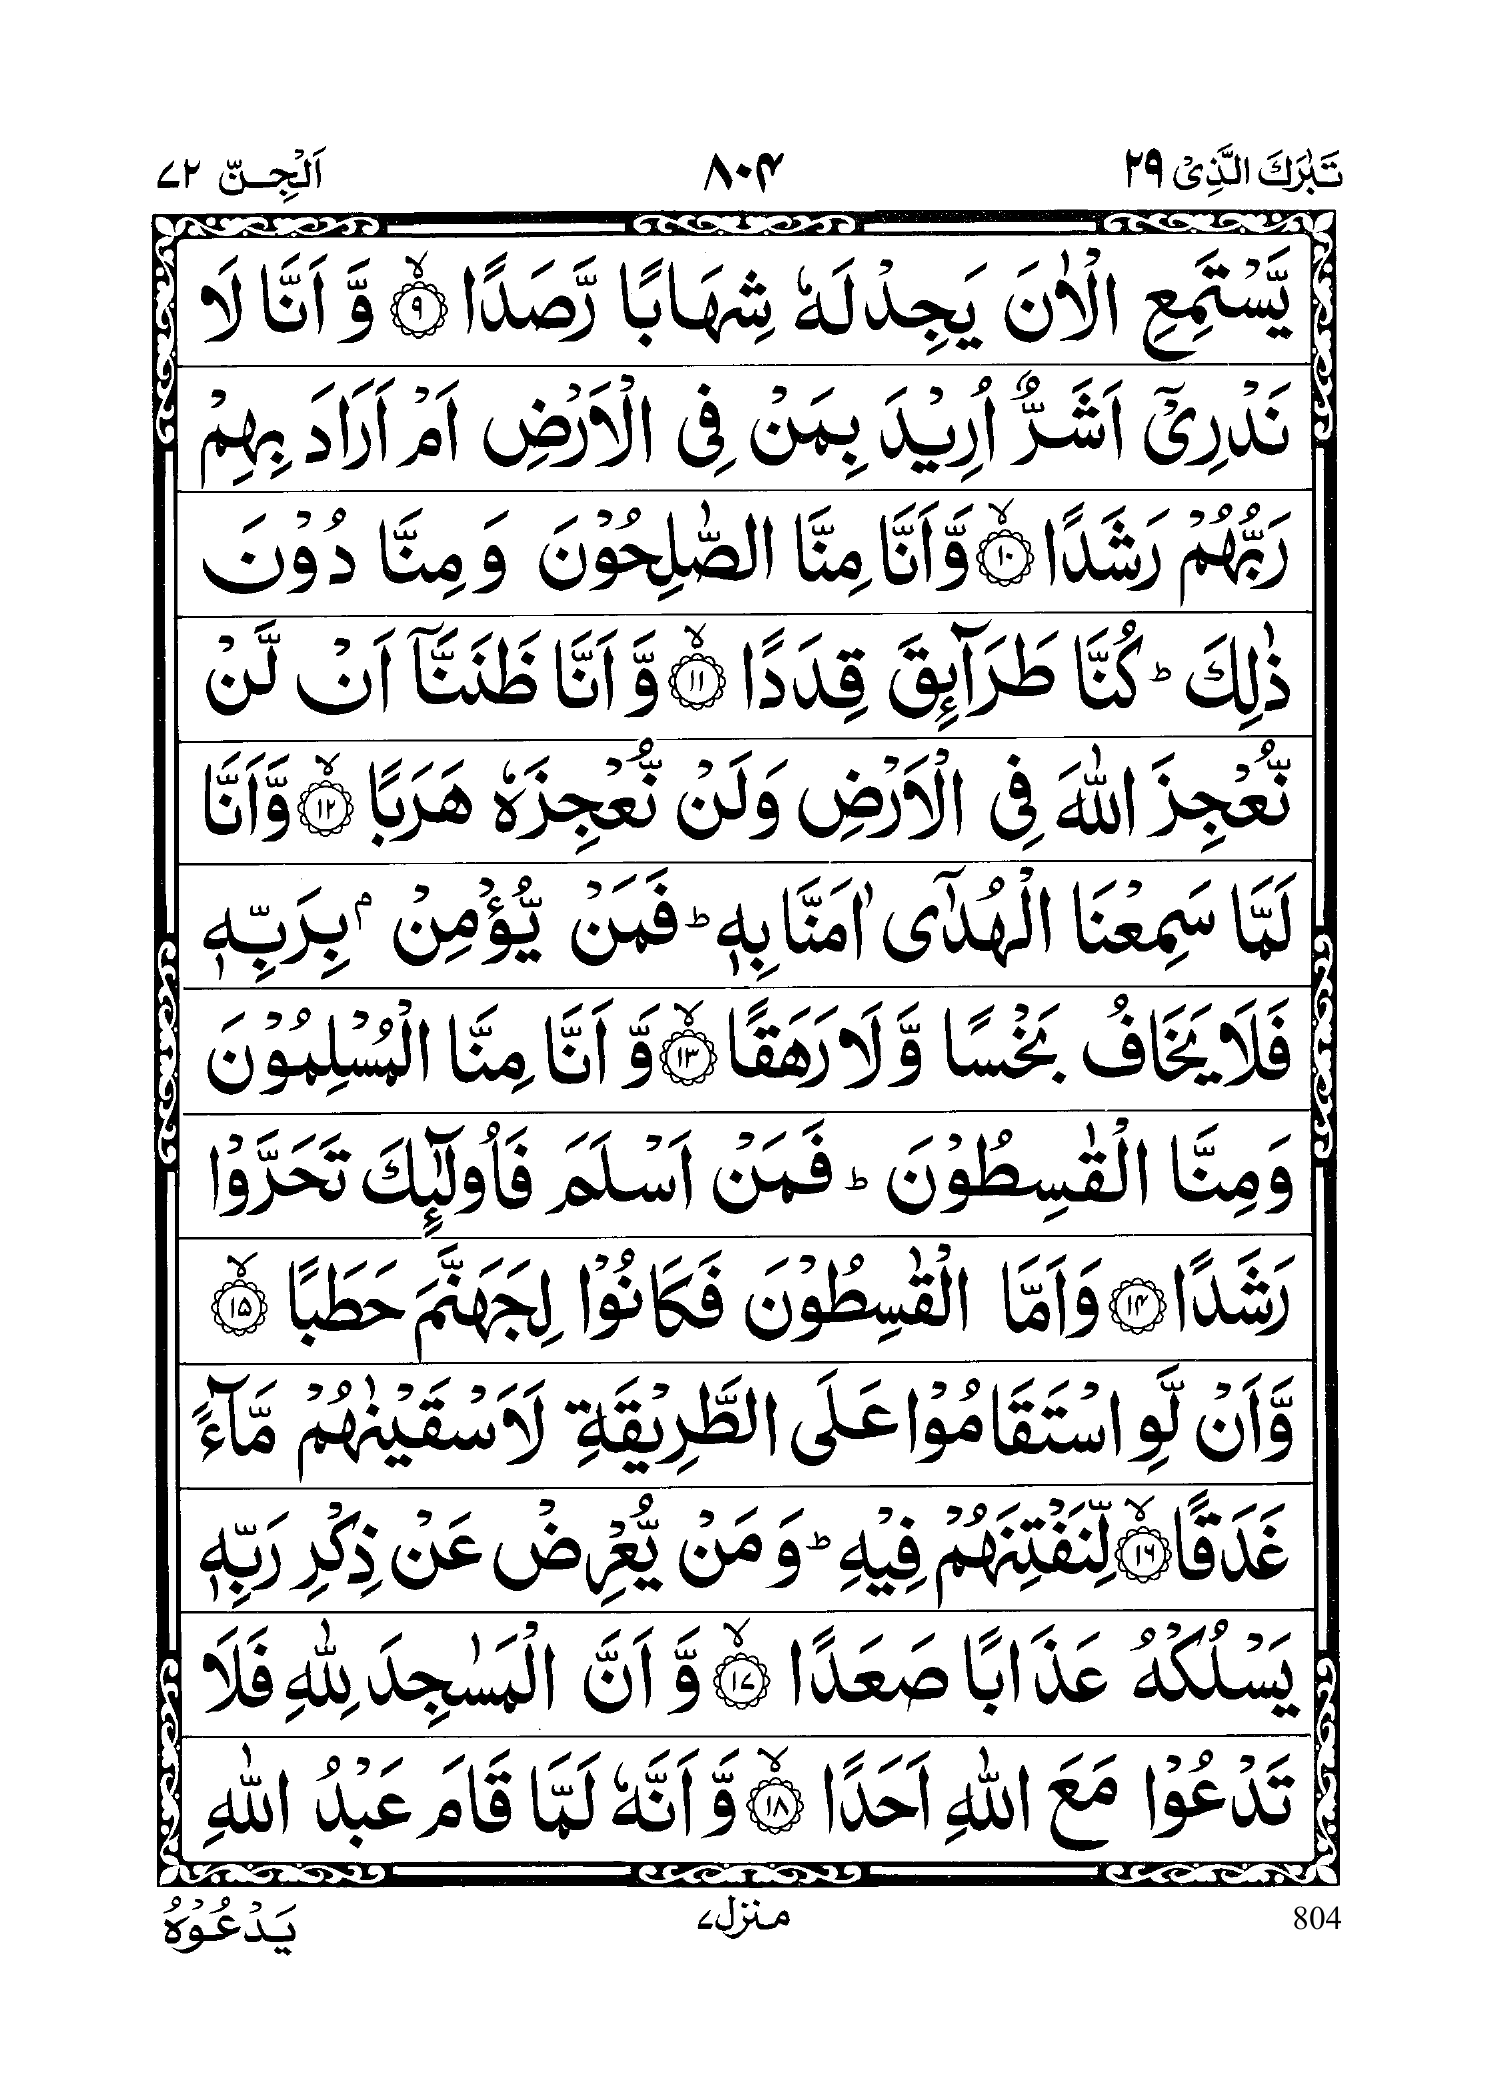 تَبٰرَكَ الَّذِیْ ۲۹ ۸۰۴ اَلْجِنّ ۷۲
یَّسْتَمِعِ الْاٰنَ یَجِدْ لَهٗ شِهَابًا رَّصَدًا ۙ﴿۹﴾ وَّ اَنَّا لَا
نَدْرِیْۤ اَشَرٌّ اُرِیْدَ بِمَنْ فِی الْاَرْضِ اَمْ اَرَادَ بِهِمْ
رَبُّهُمْ رَشَدًا ۙ﴿۱۰﴾ وَّ اَنَّا مِنَّا الصّٰلِحُوْنَ وَ مِنَّا دُوْنَ
ذٰلِكَ ؕ كُنَّا طَرَآئِقَ قِدَدًا ۙ﴿۱۱﴾ وَّ اَنَّا ظَنَنَّاۤ اَنْ لَّنْ
نُّعْجِزَ اللّٰهَ فِی الْاَرْضِ وَلَنْ نُّعْجِزَهٗ هَرَبًا ۙ﴿۱۲﴾ وَّ اَنَّا
لَمَّا سَمِعْنَا الْهُدٰۤی اٰمَنَّا بِهٖ ؕ فَمَنْ یُّؤْمِنْۢ بِرَبِّهٖ
فَلَا یَخَافُ بَخْسًا وَّ لَا رَهَقًا ۙ﴿۱۳﴾ وَّ اَنَّا مِنَّا الْمُسْلِمُوْنَ
وَمِنَّا الْقٰسِطُوْنَ ؕ فَمَنْ اَسْلَمَ فَاُولٰٓئِكَ تَحَرَّوْا
رَشَدًا ﴿۱۴﴾ وَ اَمَّا الْقٰسِطُوْنَ فَكَانُوْا لِجَهَنَّمَ حَطَبًا ۙ﴿۱۵﴾
وَّ اَنْ لَّوِ اسْتَقَامُوْا عَلَی الطَّرِیْقَةِ لَاَسْقَیْنٰهُمْ مَّآءً
غَدَقًا ۙ﴿۱۶﴾ لِّنَفْتِنَهُمْ فِیْهِ ؕ وَ مَنْ یُّعْرِضْ عَنْ ذِكْرِ رَبِّهٖ
یَسْلُكْهُ عَذَابًا صَعَدًا ۙ﴿۱۷﴾ وَّ اَنَّ الْمَسٰجِدَ لِلّٰهِ فَلَا
تَدْعُوْا مَعَ اللّٰهِ اَحَدًا ۙ﴿۱۸﴾ وَّ اَنَّهٗ لَمَّا قَامَ عَبْدُ اللّٰهِ
804 منزل۷ یَدْعُوْهُ